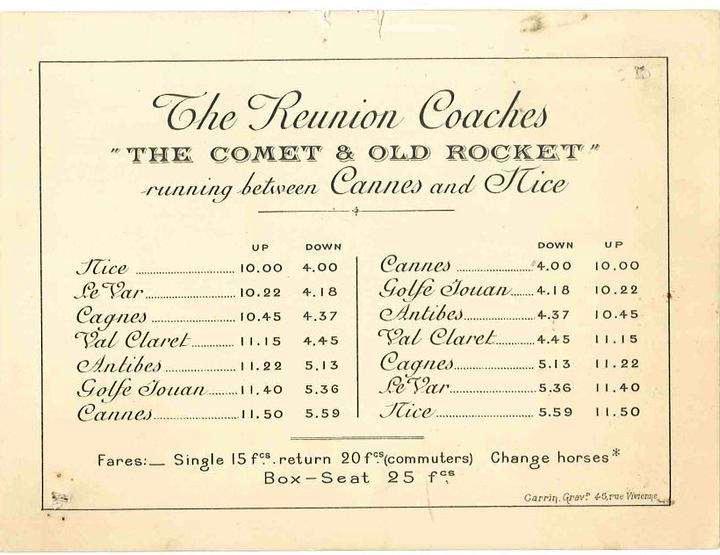 The Reunion Coaches
"THE COMET & OLD ROCKET"
running between Cannes and Nice
UP DOWN
Nice 10.00 4.00
Le Var 10.22 4.18
Cagnes 10.45 4.37
Val Claret 11.15 4.45
Antibes 11.22 5.13
Golfe Jouan 11.40 5.36
Cannes 11.50 5.59
DOWN UP
Cannes 4.00 10.00
Golfe Jouan 4.18 10.22
Antibes 4.37 10.45
Val Claret 4.45 11.15
Cagnes 5.13 11.22
Le Var 5.36 11.40
Nice 5.59 11.50
Fares:_ Single 15 fcs. return 20 fcs (commuters) Change horses*
Box-Seat 25 fcs
Garrin, Gravr 45, rue Vivienne